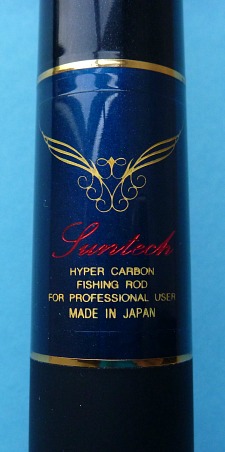 Suntech
HYPER CARBON
FISHING ROD
FOR PROFESSIONAL USER
MADE IN JAPAN